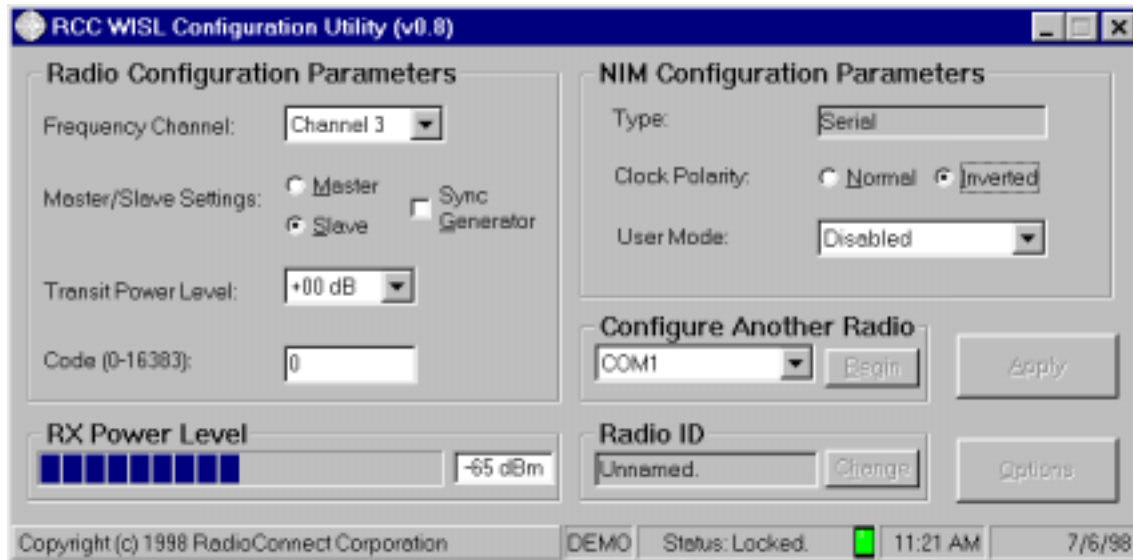 RCC WISL Configuration Utility (v0.8)
Radio Configuration Parameters
Frequency Channel: Channel 3
Master/Slave Settings: Master
Slave
Sync
Generator
Transit Power Level: +00 dB
Code (0-16383): 0
RX Power Level
-65 dBm
NIM Configuration Parameters
Type: Serial
Clock Polarity: Normal Inverted
User Mode: Disabled
Configure Another Radio
COM1 Begin
Apply
Radio ID
Unnamed. Change
Options
Copyright (c) 1998 RadioConnect Corporation DEMO Status: Locked. 11:21 AM 7/6/98